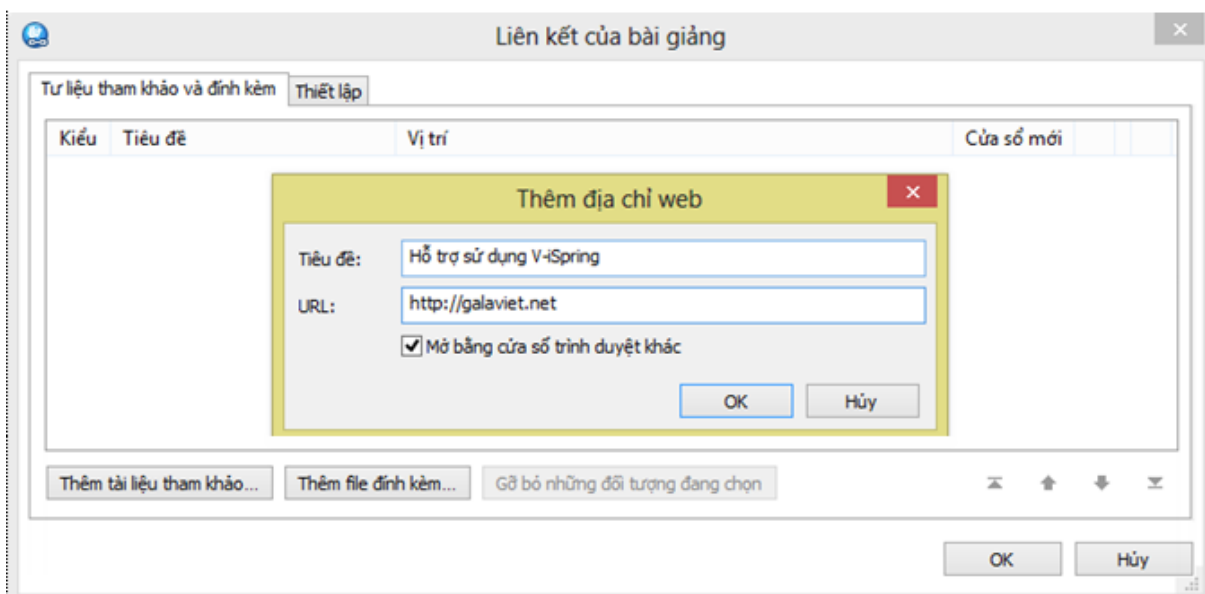 Liên kết của bài giảng
Tư liệu tham khảo và đính kèm Thiết lập
Kiểu Tiêu đề Vị trí Cửa sổ mới
Thêm địa chỉ web
Tiêu đề: Hỗ trợ sử dụng V-iSpring
URL: http://galaviet.net
Mở bằng cửa sổ trình duyệt khác
OK Hủy
Thêm tài liệu tham khảo... Thêm file đính kèm... Gỡ bỏ những đối tượng đang chọn
OK Hủy